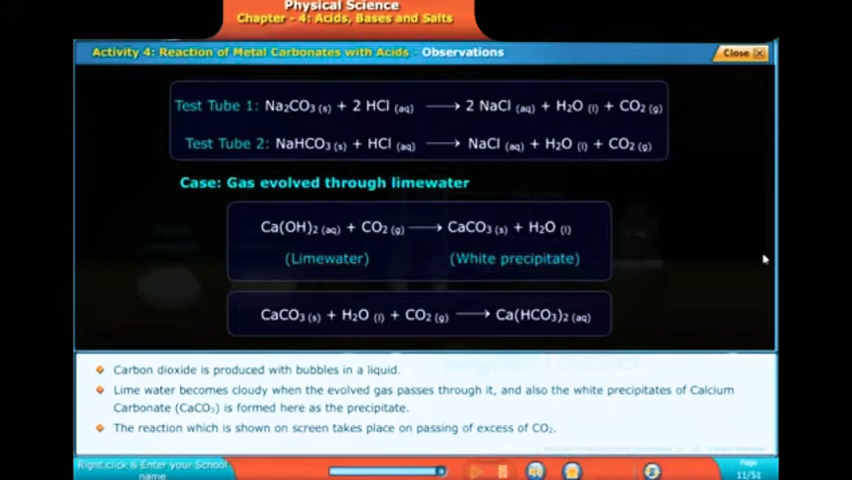 Physical Science
Chapter - 4: Acids, Bases and Salts
Activity 4: Reaction of Metal Carbonates with Acids - Observations
Close
Test Tube 1: Na₂CO₃ (s) + 2 HCl (aq) ⟶ 2 NaCl (aq) + H₂O (l) + CO₂ (g)
Test Tube 2: NaHCO₃ (s) + HCl (aq) ⟶ NaCl (aq) + H₂O (l) + CO₂ (g)
Case: Gas evolved through limewater
Ca(OH)₂ (aq) + CO₂ (g) ⟶ CaCO₃ (s) + H₂O (l)
(Limewater) (White precipitate)
CaCO₃ (s) + H₂O (l) + CO₂ (g) ⟶ Ca(HCO₃)₂ (aq)
Carbon dioxide is produced with bubbles in a liquid.
Lime water becomes cloudy when the evolved gas passes through it, and also the white precipitates of Calcium
Carbonate (CaCO₃) is formed here as the precipitate.
The reaction which is shown on screen takes place on passing of excess of CO₂.
Right click & Enter your School
name
Page
11/51